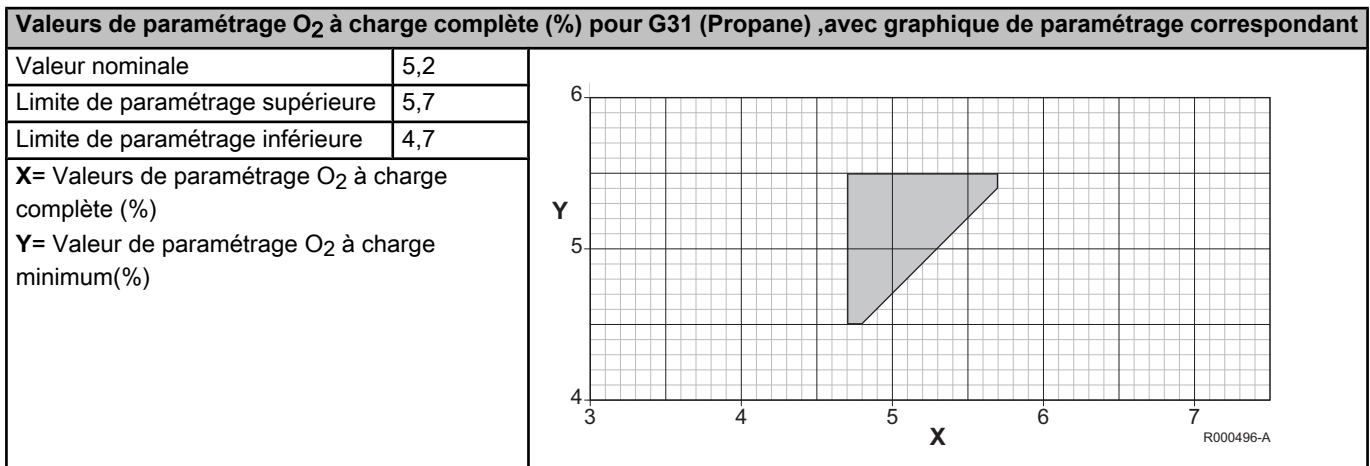 Valeurs de paramétrage O2 à charge complète (%) pour G31 (Propane) ,avec graphique de paramétrage correspondant
Valeur nominale 5,2
Limite de paramétrage supérieure 5,7
Limite de paramétrage inférieure 4,7
X= Valeurs de paramétrage O2 à charge
complète (%)
Y= Valeur de paramétrage O2 à charge
minimum(%)
6
Y
5
4
3 4 5 6 7
X
R000496-A